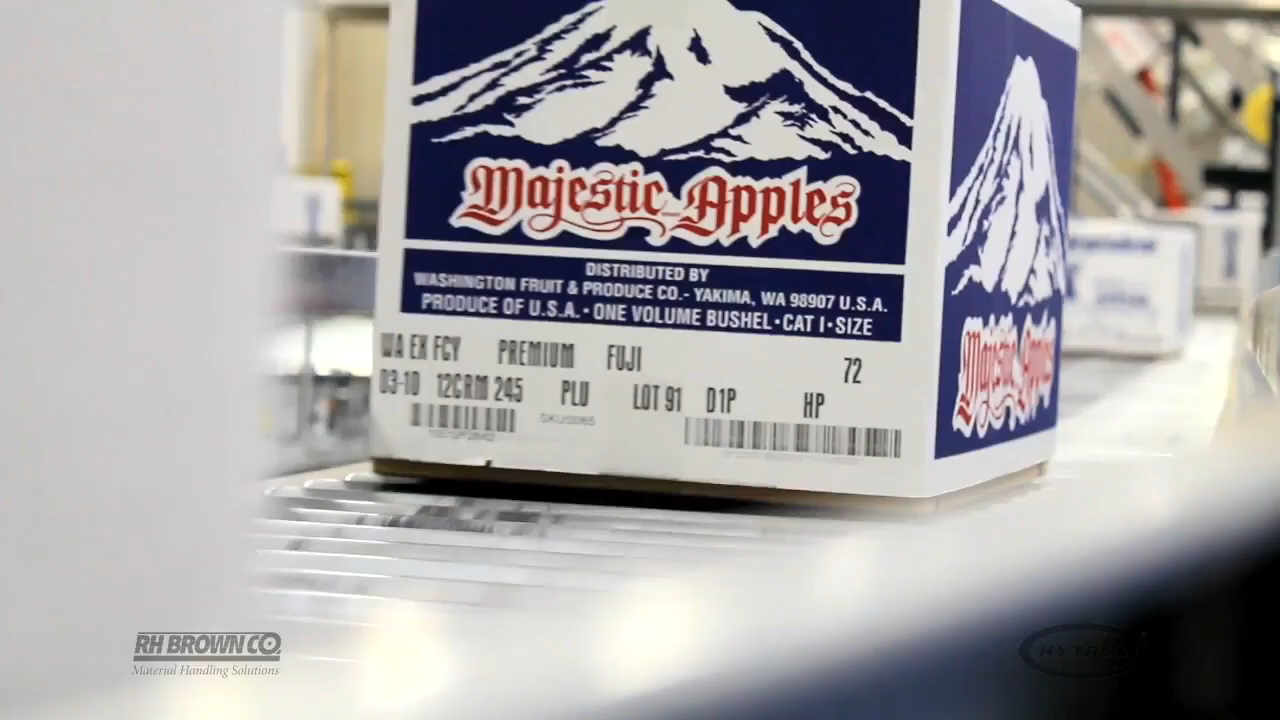 Majestic Apples
DISTRIBUTED BY
WASHINGTON FRUIT & PRODUCE CO.- YAKIMA, WA 98907 U.S.A.
PRODUCE OF U.S.A.·ONE VOLUME BUSHEL·CAT I·SIZE
WA EX FCY PREMIUM FUJI 72
03-10 12CRM 245 PLU LOT 91 D1P HP
Majestic Apples
RH BROWN CO.
Material Handling Solutions
HYTROL